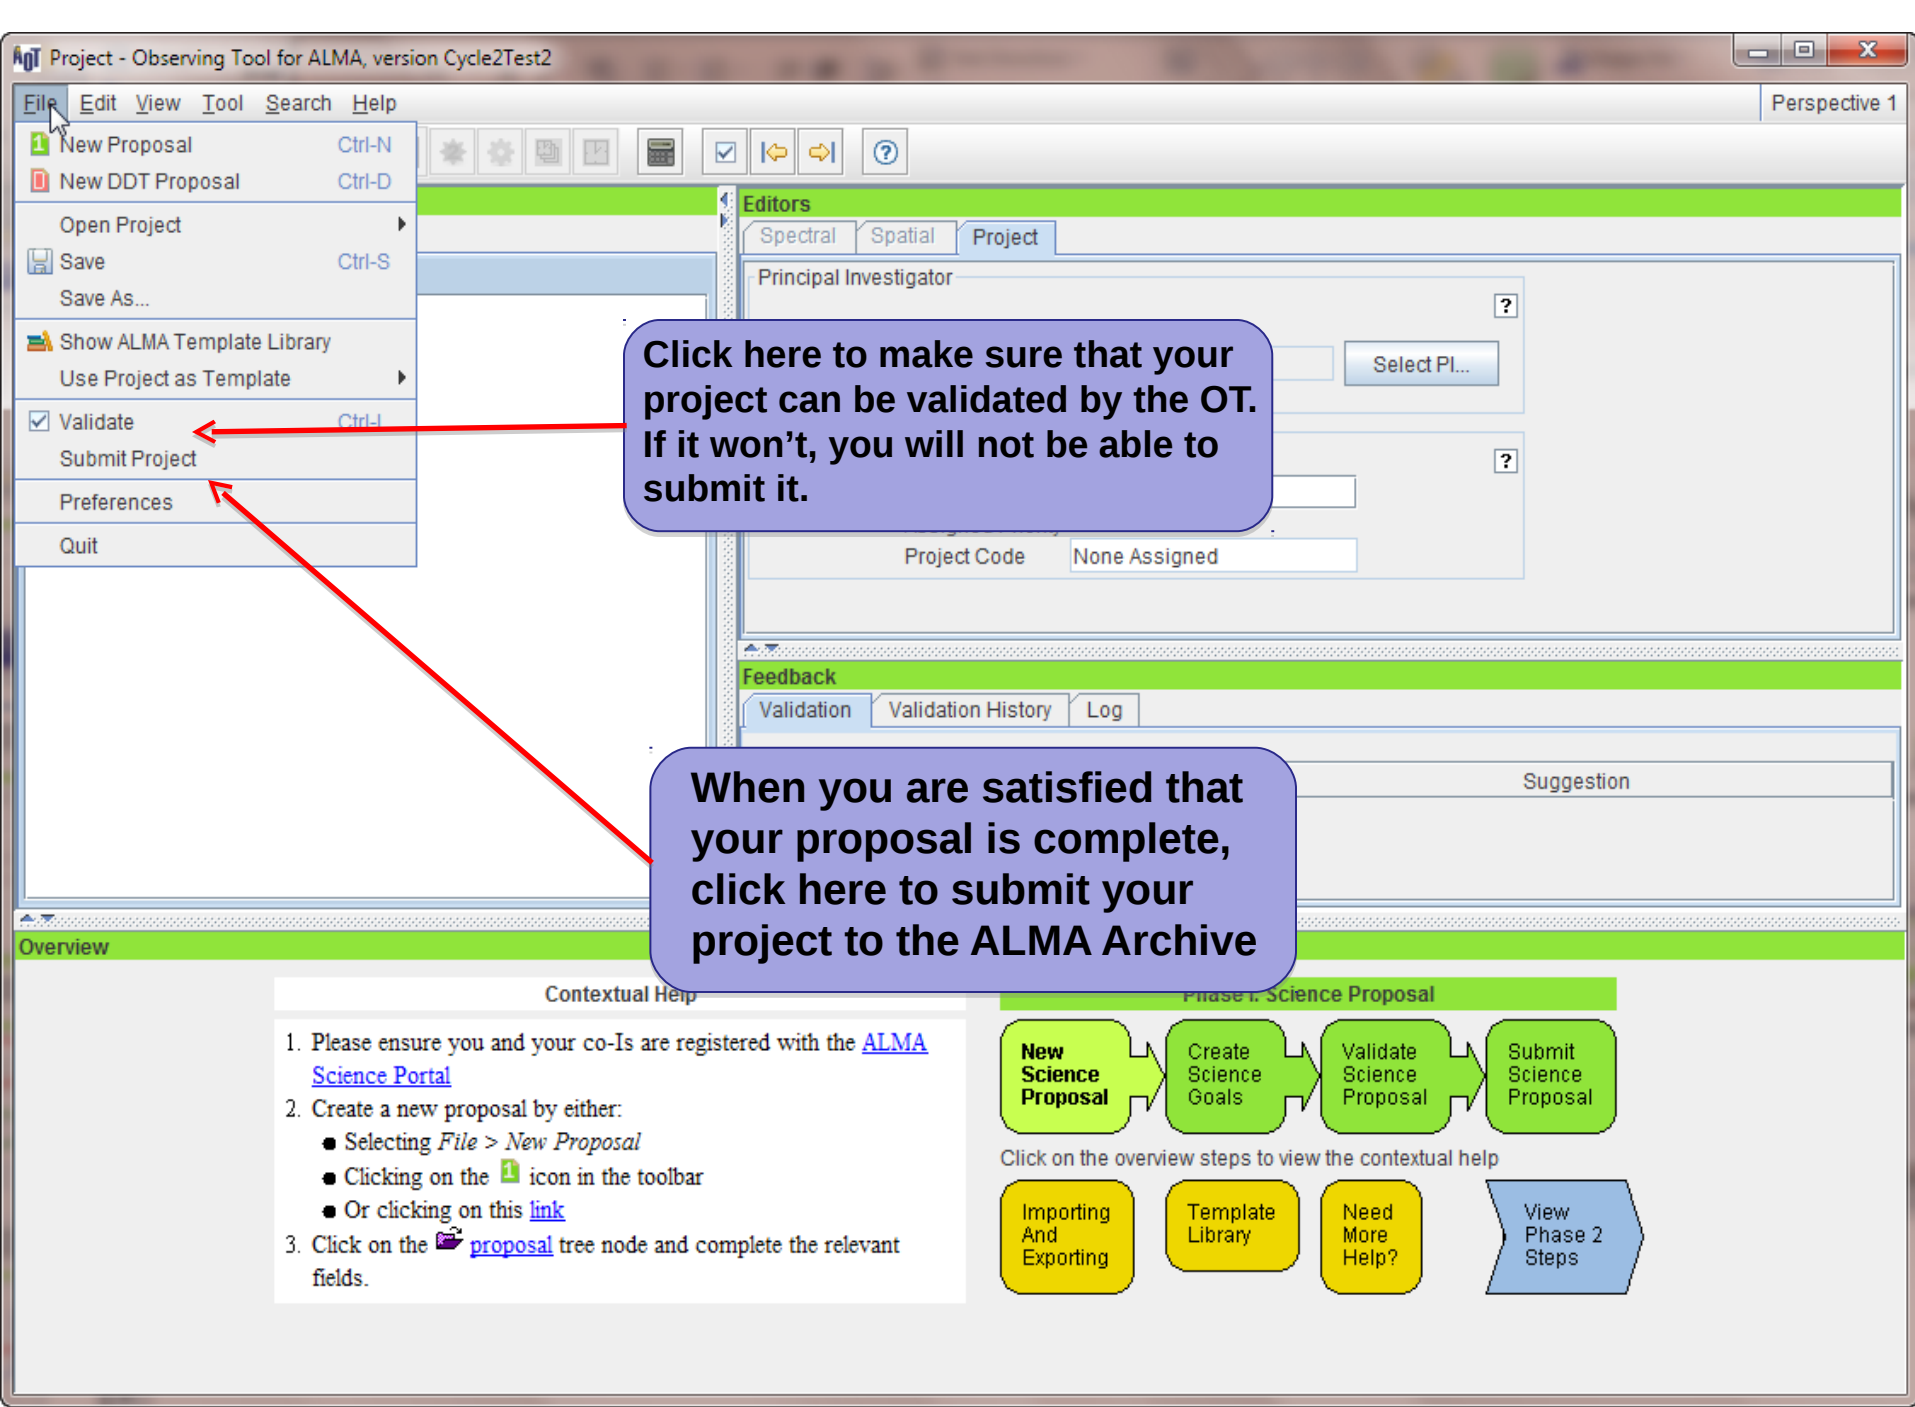 Project - Observing Tool for ALMA, version Cycle2Test2
File Edit View Tool Search Help
Perspective 1
New Proposal Ctrl-N
New DDT Proposal Ctrl-D
Open Project
Save Ctrl-S
Save As...
Show ALMA Template Library
Use Project as Template
Validate
Submit Project
Preferences
Quit
Editors
Spectral Spatial Project
Principal Investigator
?
Select PI...
?
Project Code None Assigned
Click here to make sure that your
project can be validated by the OT.
If it won’t, you will not be able to
submit it.
Feedback
Validation Validation History Log
Suggestion
When you are satisfied that
your proposal is complete,
click here to submit your
project to the ALMA Archive
Overview
Contextual Help
1. Please ensure you and your co-Is are registered with the ALMA
Science Portal
2. Create a new proposal by either:
● Selecting File > New Proposal
● Clicking on the 1 icon in the toolbar
● Or clicking on this link
3. Click on the proposal tree node and complete the relevant
fields.
Phase I: Science Proposal
New
Science
Proposal
Create
Science
Goals
Validate
Science
Proposal
Submit
Science
Proposal
Click on the overview steps to view the contextual help
Importing
And
Exporting
Template
Library
Need
More
Help?
View
Phase 2
Steps